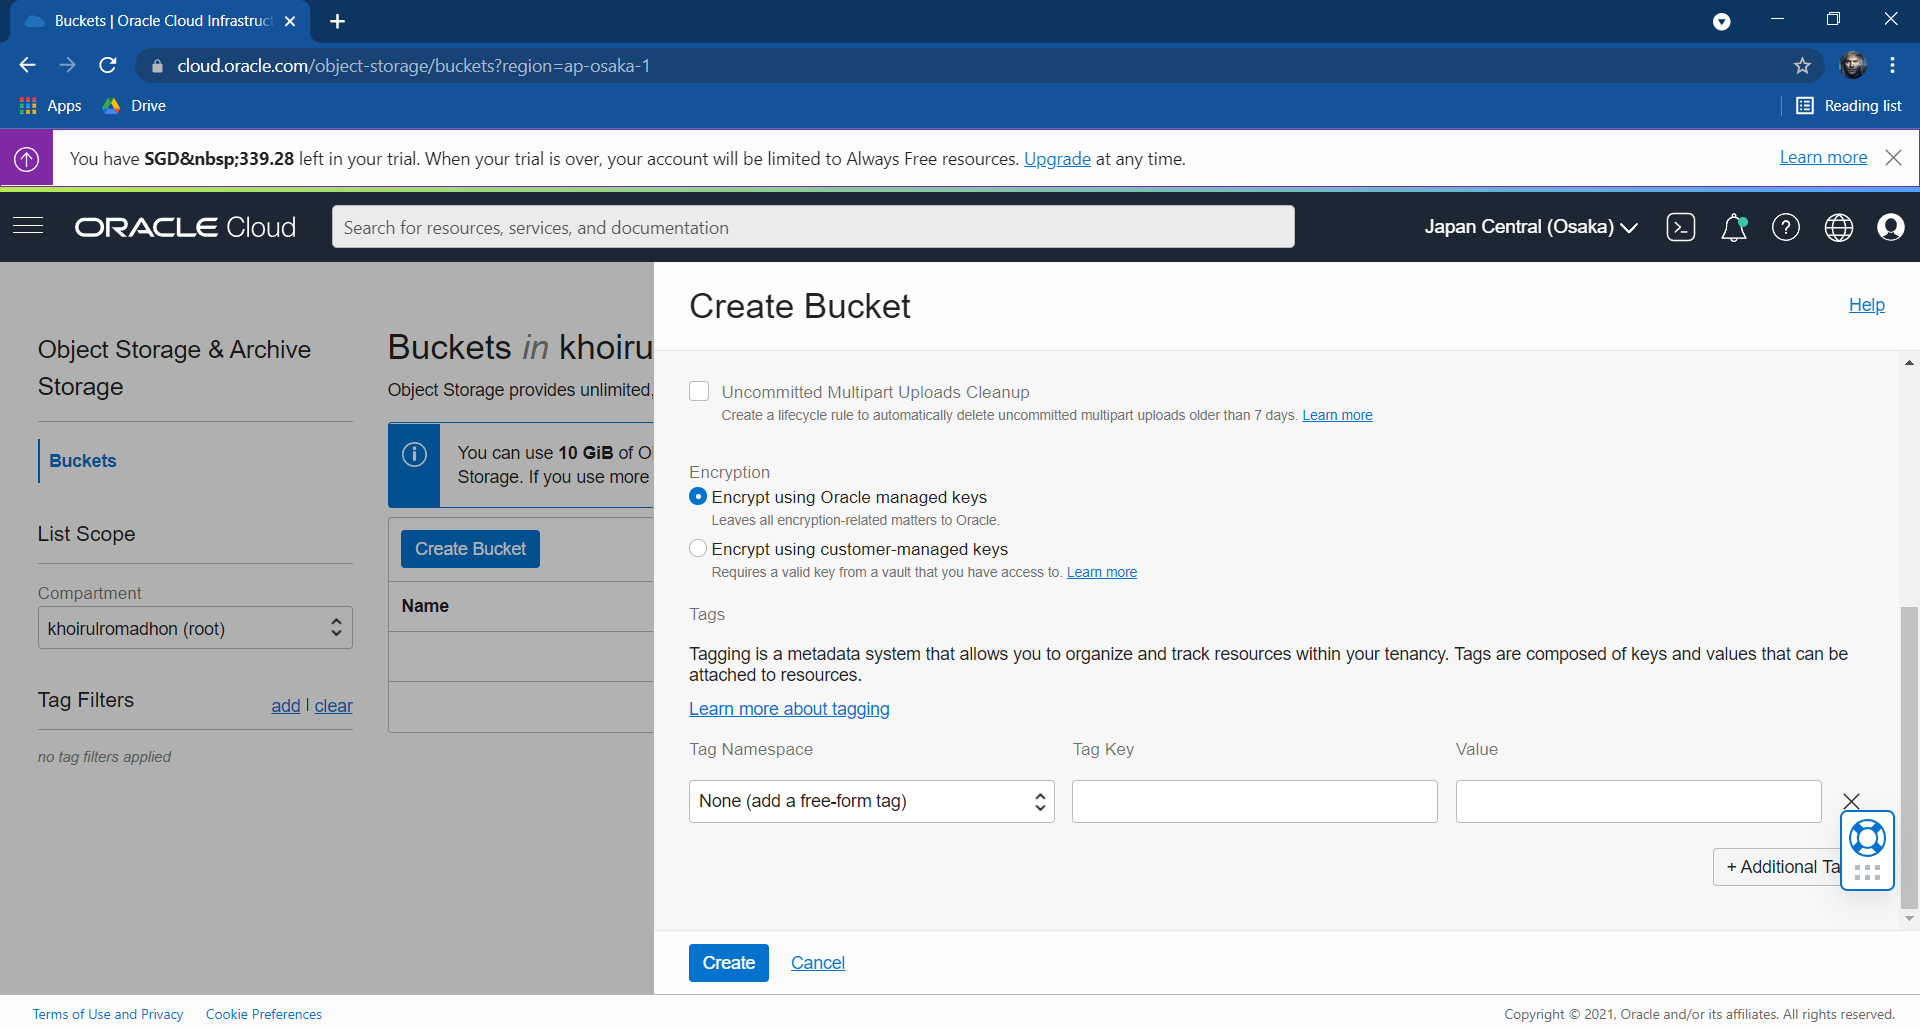 Buckets | Oracle Cloud Infrastruct
cloud.oracle.com/object-storage/buckets?region=ap-osaka-1
Apps
Drive
Reading list
You have SGD&nbsp;339.28 left in your trial. When your trial is over, your account will be limited to Always Free resources. Upgrade at any time.
Learn more
ORACLE Cloud
Search for resources, services, and documentation
Japan Central (Osaka)
Object Storage & Archive
Storage
Buckets
List Scope
Compartment
khoirulromadhon (root)
Tag Filters
add | clear
no tag filters applied
Buckets in khoiru
Object Storage provides unlimited,
You can use 10 GiB of O
Storage. If you use more
Create Bucket
Name
Create Bucket
Help
Uncommitted Multipart Uploads Cleanup
Create a lifecycle rule to automatically delete uncommitted multipart uploads older than 7 days. Learn more
Encryption
Encrypt using Oracle managed keys
Leaves all encryption-related matters to Oracle.
Encrypt using customer-managed keys
Requires a valid key from a vault that you have access to. Learn more
Tags
Tagging is a metadata system that allows you to organize and track resources within your tenancy. Tags are composed of keys and values that can be
attached to resources.
Learn more about tagging
Tag Namespace
Tag Key
Value
None (add a free-form tag)
+ Additional Ta
Create
Cancel
Terms of Use and Privacy
Cookie Preferences
Copyright © 2021, Oracle and/or its affiliates. All rights reserved.